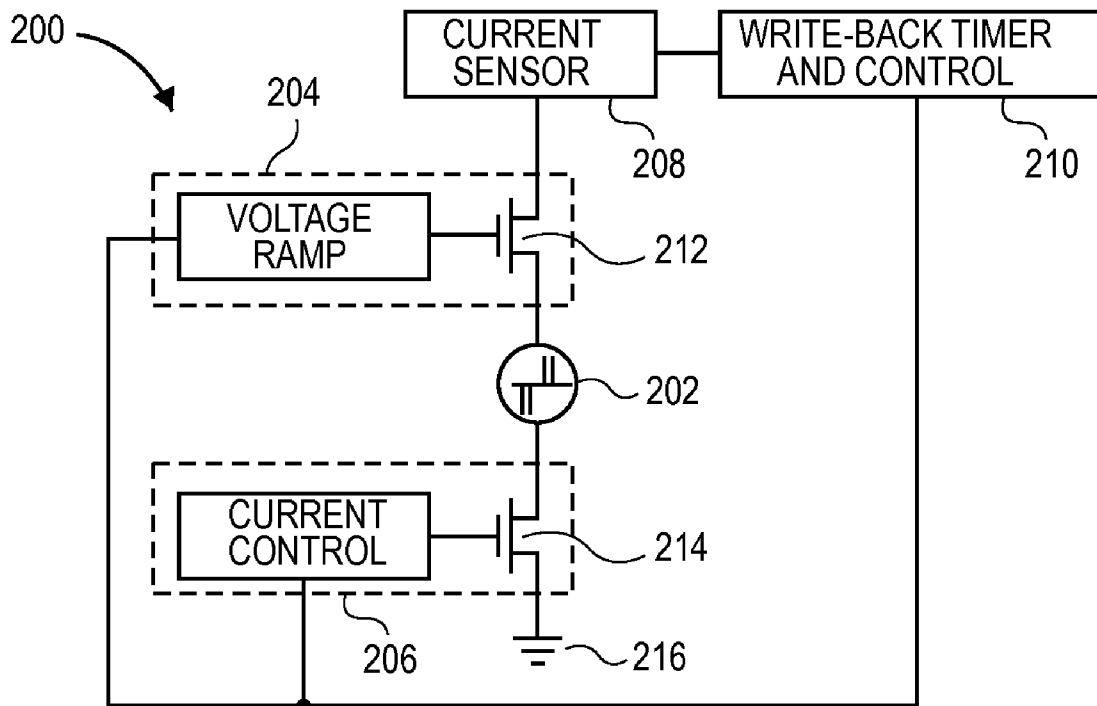 200
CURRENT
SENSOR
WRITE-BACK TIMER
AND CONTROL
204
208
210
VOLTAGE
RAMP
212
202
CURRENT
CONTROL
214
206
216